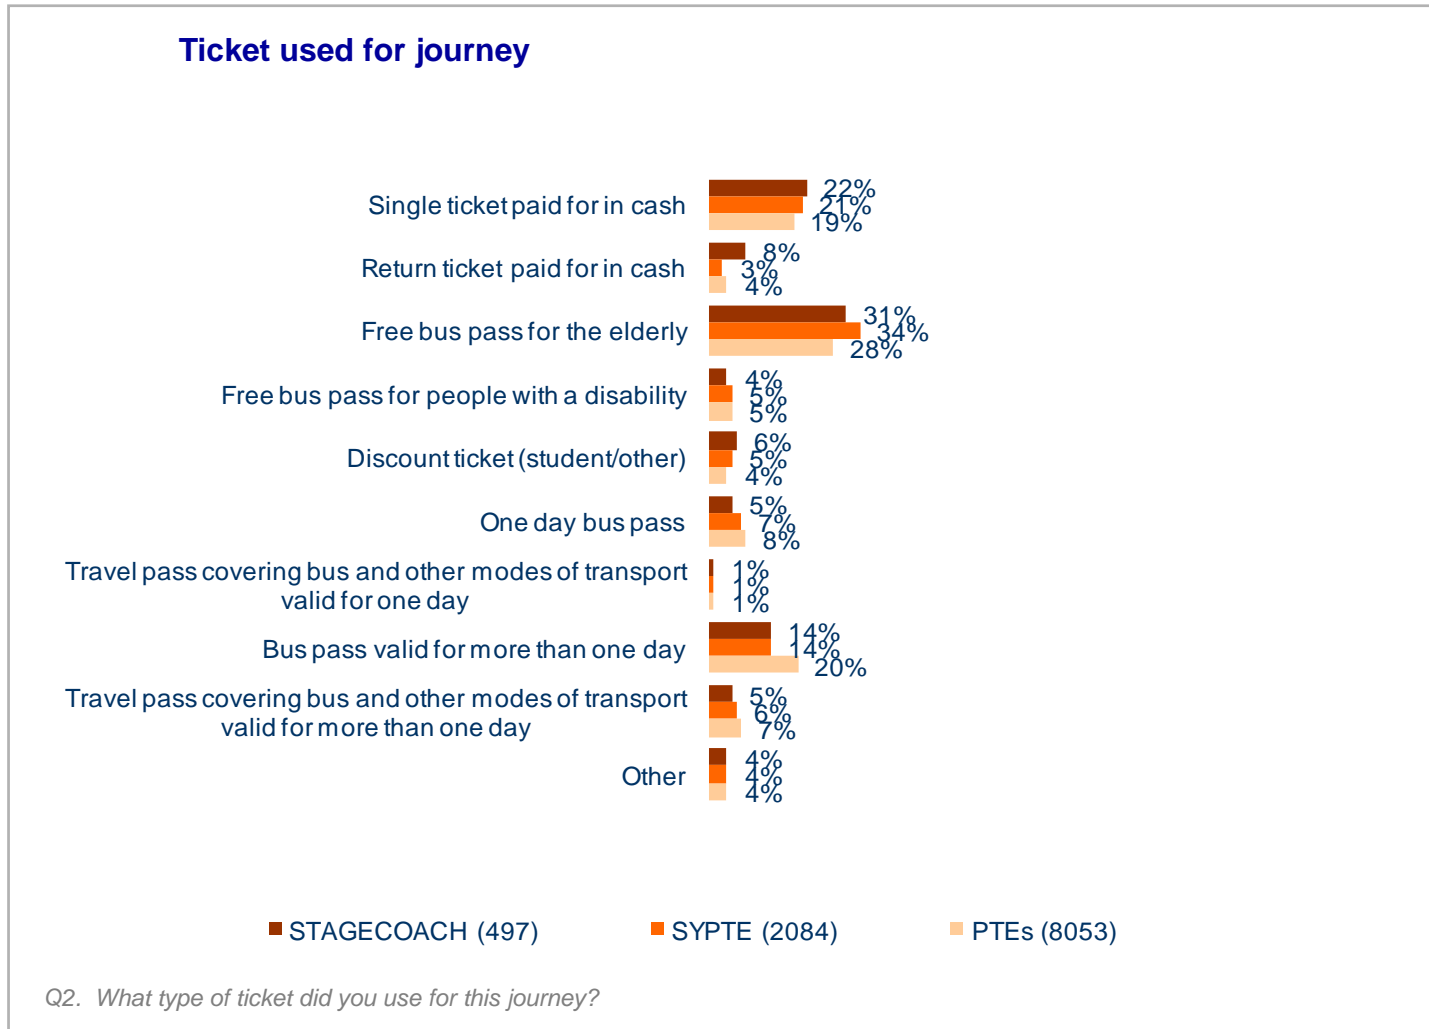 Ticket used for journey
Single ticket paid for in cash
22%
21%
19%
Return ticket paid for in cash
8%
3%
4%
Free bus pass for the elderly
31%
34%
28%
Free bus pass for people with a disability
4%
5%
5%
Discount ticket (student/other)
6%
5%
4%
One day bus pass
5%
7%
8%
Travel pass covering bus and other modes of transport
valid for one day
1%
1%
1%
Bus pass valid for more than one day
14%
14%
20%
Travel pass covering bus and other modes of transport
valid for more than one day
5%
6%
7%
Other
4%
4%
4%
STAGECOACH (497) SYPTE (2084) PTEs (8053)
Q2. What type of ticket did you use for this journey?